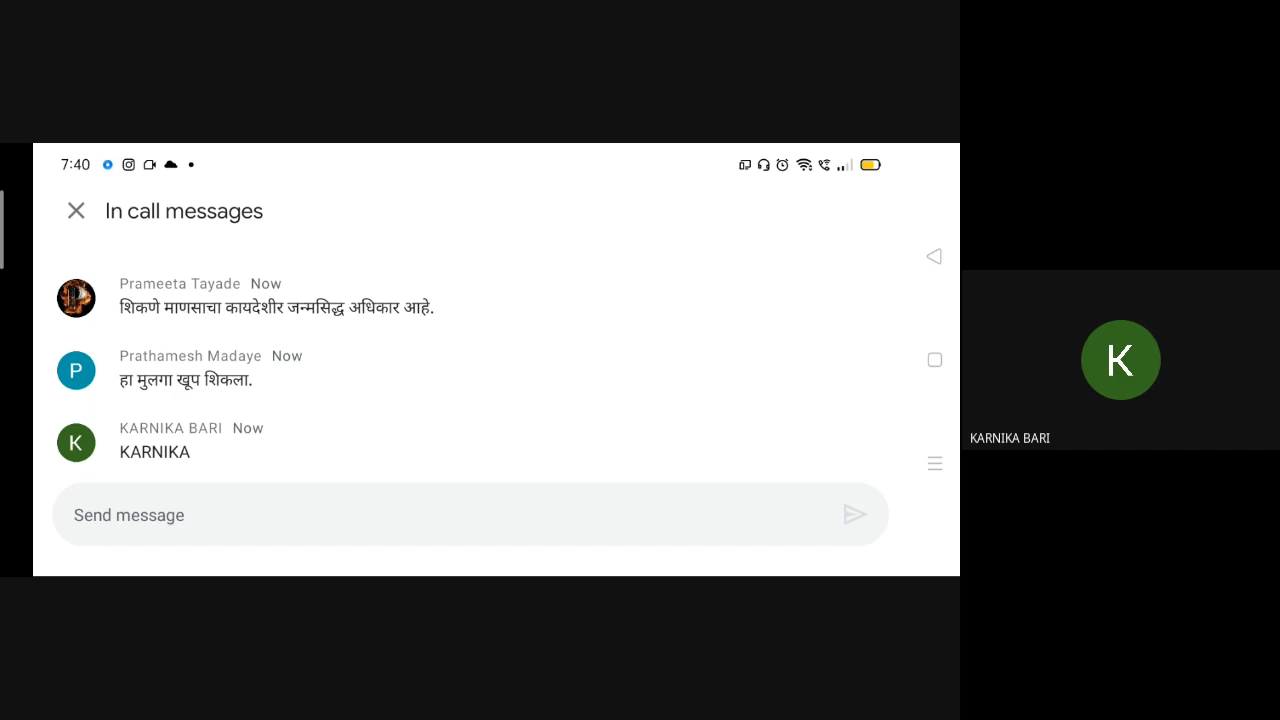 7:40
In call messages
Prameeta Tayade Now
शिकणे माणसाचा कायदेशीर जन्मसिद्ध अधिकार आहे.
P
Prathamesh Madaye Now
हा मुलगा खूप शिकला.
K
KARNIKA BARI Now
KARNIKA
Send message
K
KARNIKA BARI